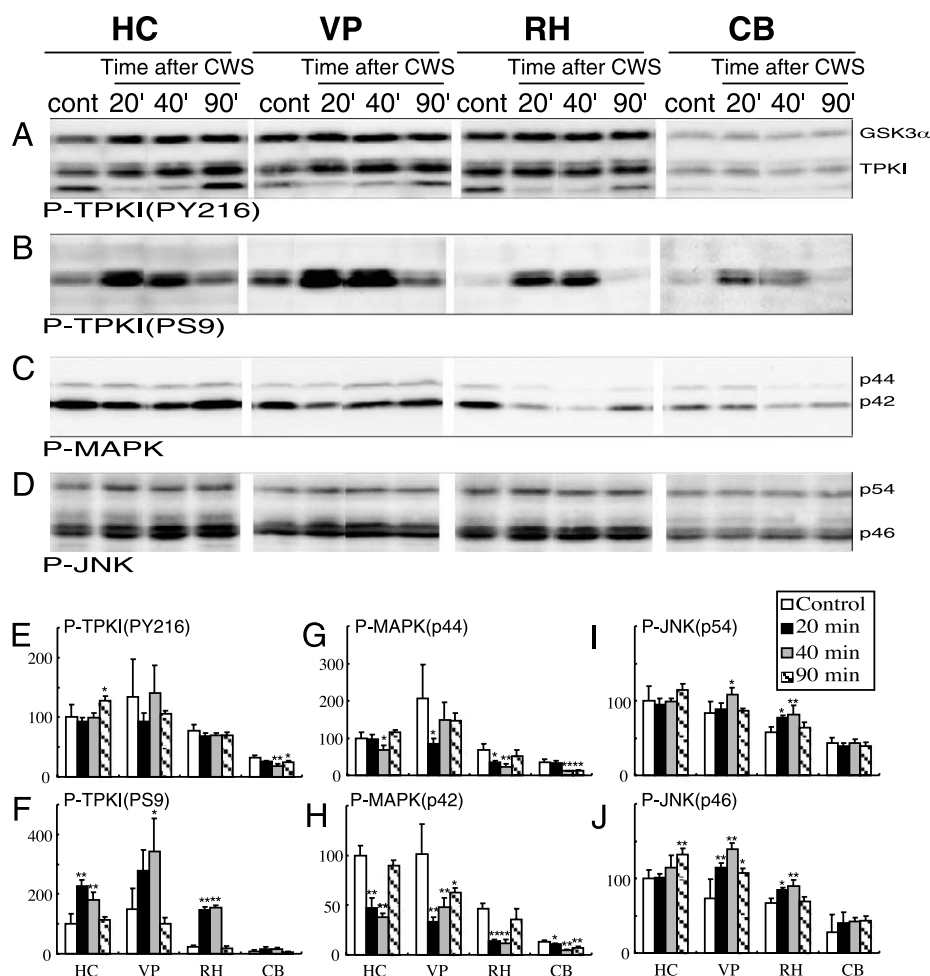 HC VP RH CB
Time after CWS Time after CWS Time after CWS Time after CWS
cont 20' 40' 90' cont 20' 40' 90' cont 20' 40' 90' cont 20' 40' 90'
A GSK3α
TPKI
P-TPKI(PY216)
B
P-TPKI(PS9)
C p44
p42
P-MAPK
D p54
p46
P-JNK
Control
20 min
40 min
90 min
E P-TPKI(PY216)
200
100
0
* ** *
G P-MAPK(p44)
300
200
100
0
* * * ** ****
I P-JNK(p54)
200
100
0
* * **
F P-TPKI(PS9)
400
200
0
** ** * ****
HC VP RH CB
H P-MAPK(p42)
150
100
50
0
** ** ** ** * **** * ** **
HC VP RH CB
J P-JNK(p46)
200
100
0
** ** ** * * **
HC VP RH CB